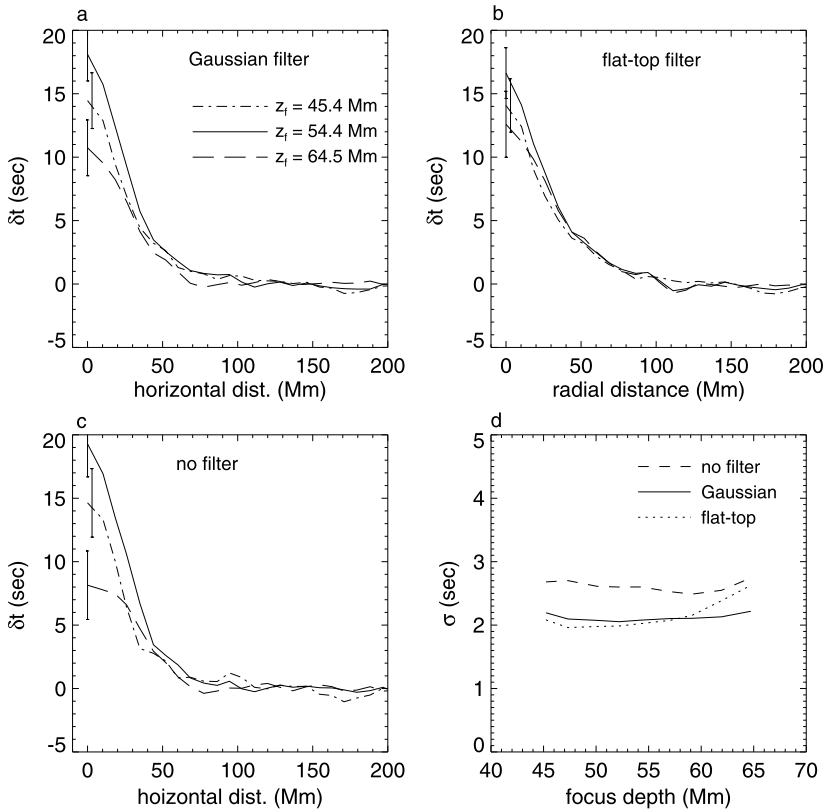 a
20
15
10
5
0
-5
δt (sec)
Gaussian filter
z_f = 45.4 Mm
z_f = 54.4 Mm
z_f = 64.5 Mm
0 50 100 150 200
horizontal dist. (Mm)
b
20
15
10
5
0
-5
δt (sec)
flat-top filter
0 50 100 150 200
radial distance (Mm)
c
20
15
10
5
0
-5
δt (sec)
no filter
0 50 100 150 200
hoizontal dist. (Mm)
d
5
4
3
2
1
0
σ (sec)
no filter
Gaussian
flat-top
40 45 50 55 60 65 70
focus depth (Mm)